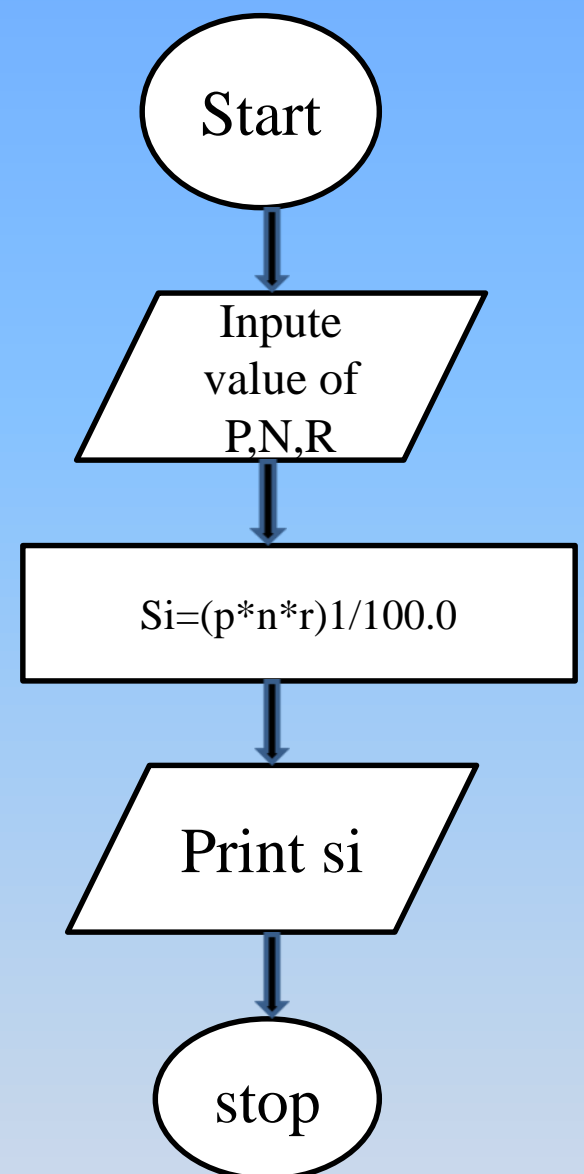 Start
Inpute
value of
P,N,R
Si=(p*n*r)1/100.0
Print si
stop